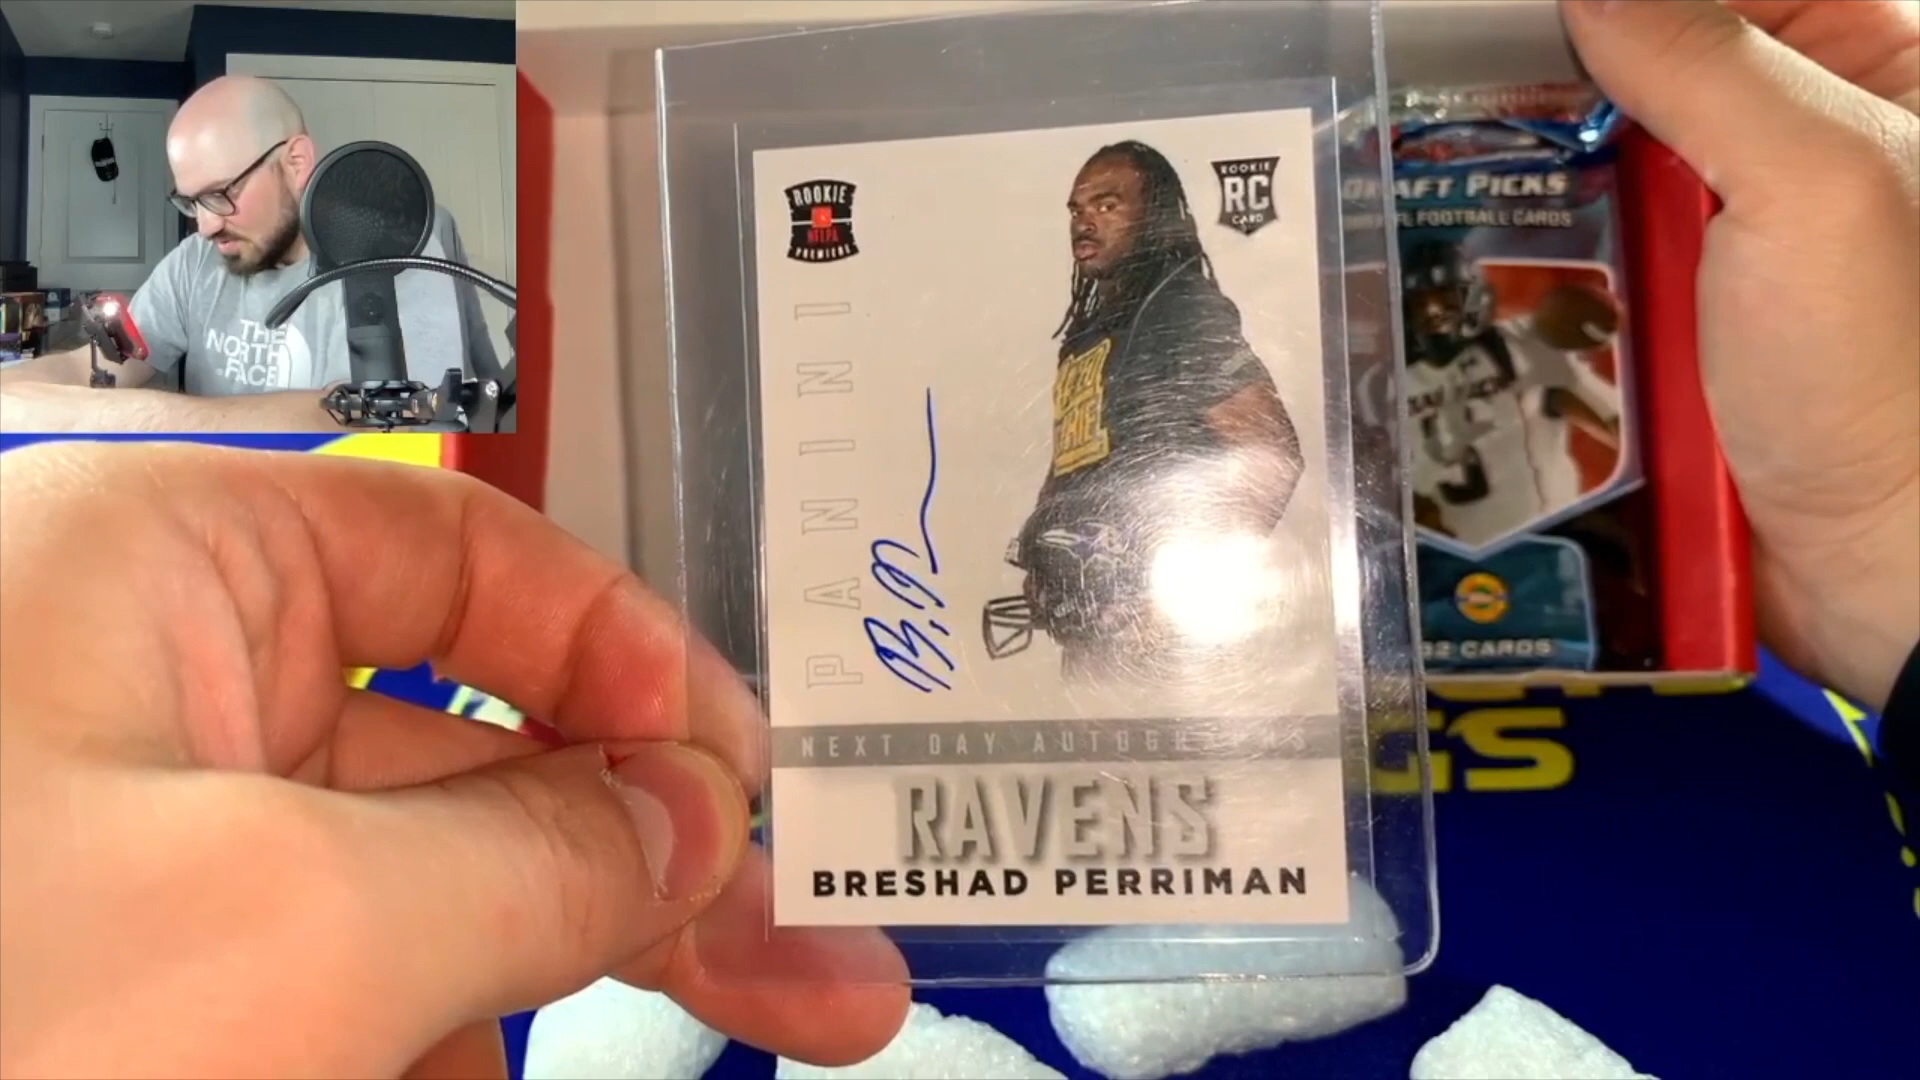 THE
NORTH
FACE
ROOKIE
NFLPA
PREMIERE
ROOKIE
RC
CARD
PANINI
NEXT DAY AUTOGRAPHS
RAVENS
BRESHAD PERRIMAN
DRAFT PICKS
FOOTBALL CARDS
CARDS
GS